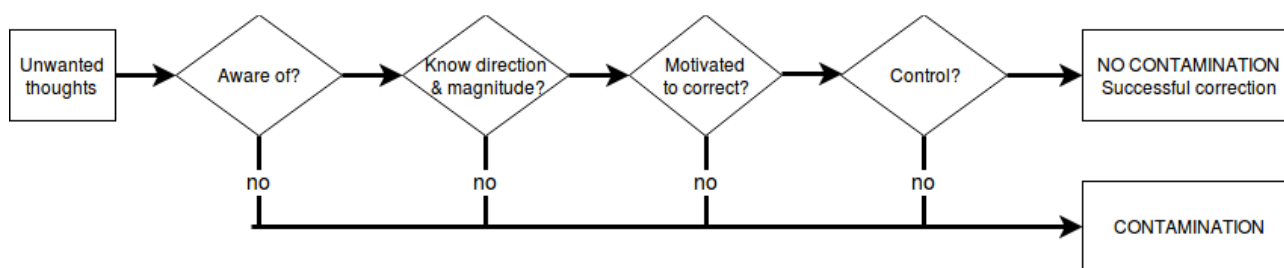 Unwanted
thoughts
Aware of?
Know direction
& magnitude?
Motivated
to correct?
Control?
NO CONTAMINATION
Successful correction
no
no
no
no
CONTAMINATION